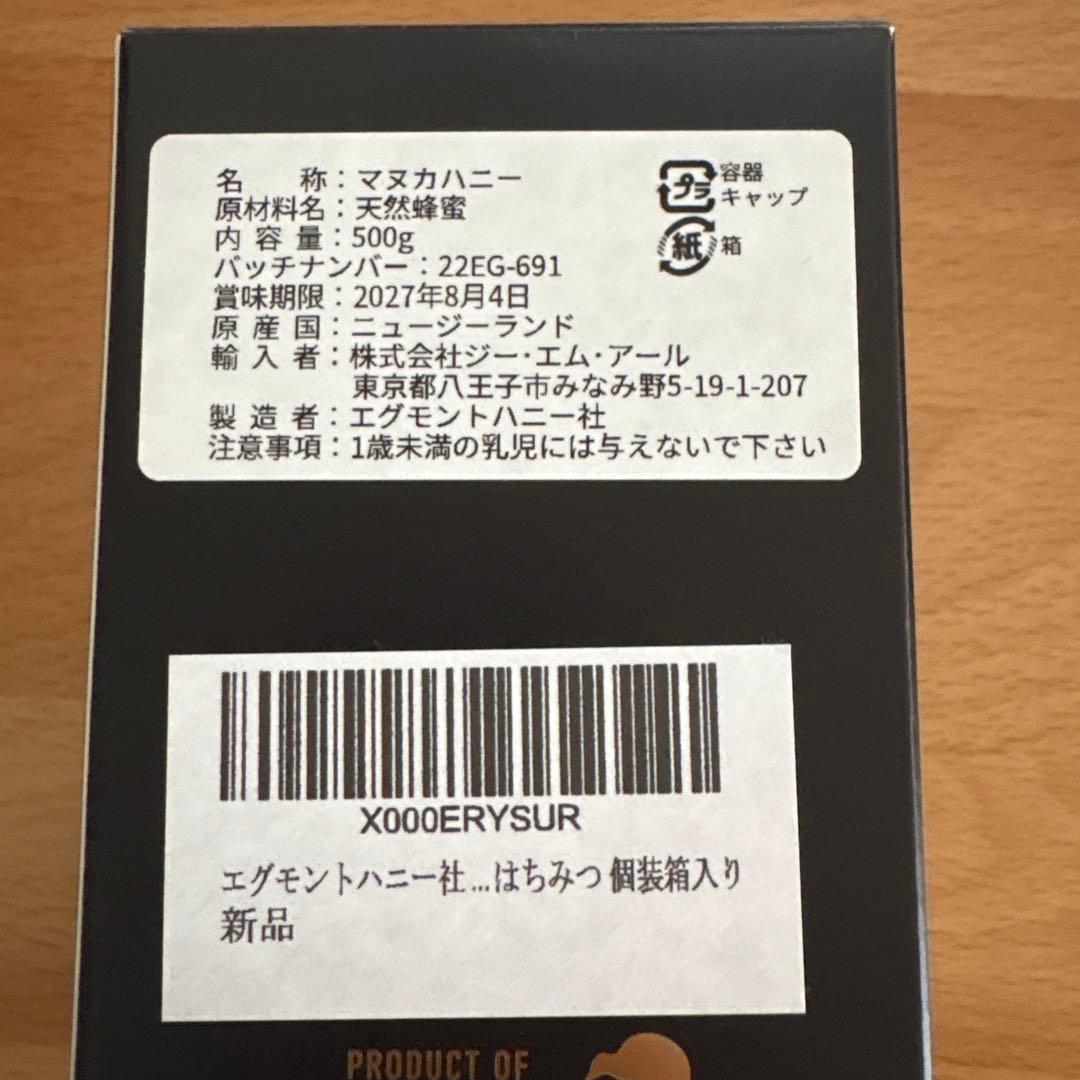 名　　称：マヌカハニー
原材料名：天然蜂蜜
内 容 量：500g
バッチナンバー：22EG-691
賞味期限：2027年8月4日
原 産 国：ニュージーランド
輸 入 者：株式会社ジー・エム・アール
東京都八王子市みなみ野5-19-1-207
製 造 者：エグモントハニー社
注意事項：1歳未満の乳児には与えないで下さい
プラ 容器
キャップ
紙 箱
X000ERYSUR
エグモントハニー社 ... はちみつ 個装箱入り
新品
PRODUCT OF